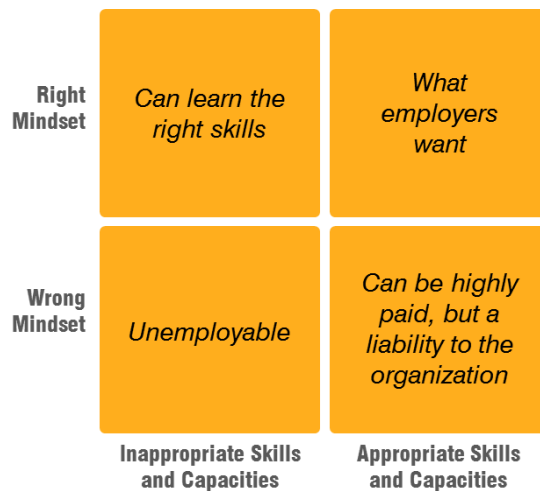 Right
Mindset
Can learn the
right skills
What
employers
want
Wrong
Mindset
Unemployable
Can be highly
paid, but a
liability to the
organization
Inappropriate Skills
and Capacities
Appropriate Skills
and Capacities